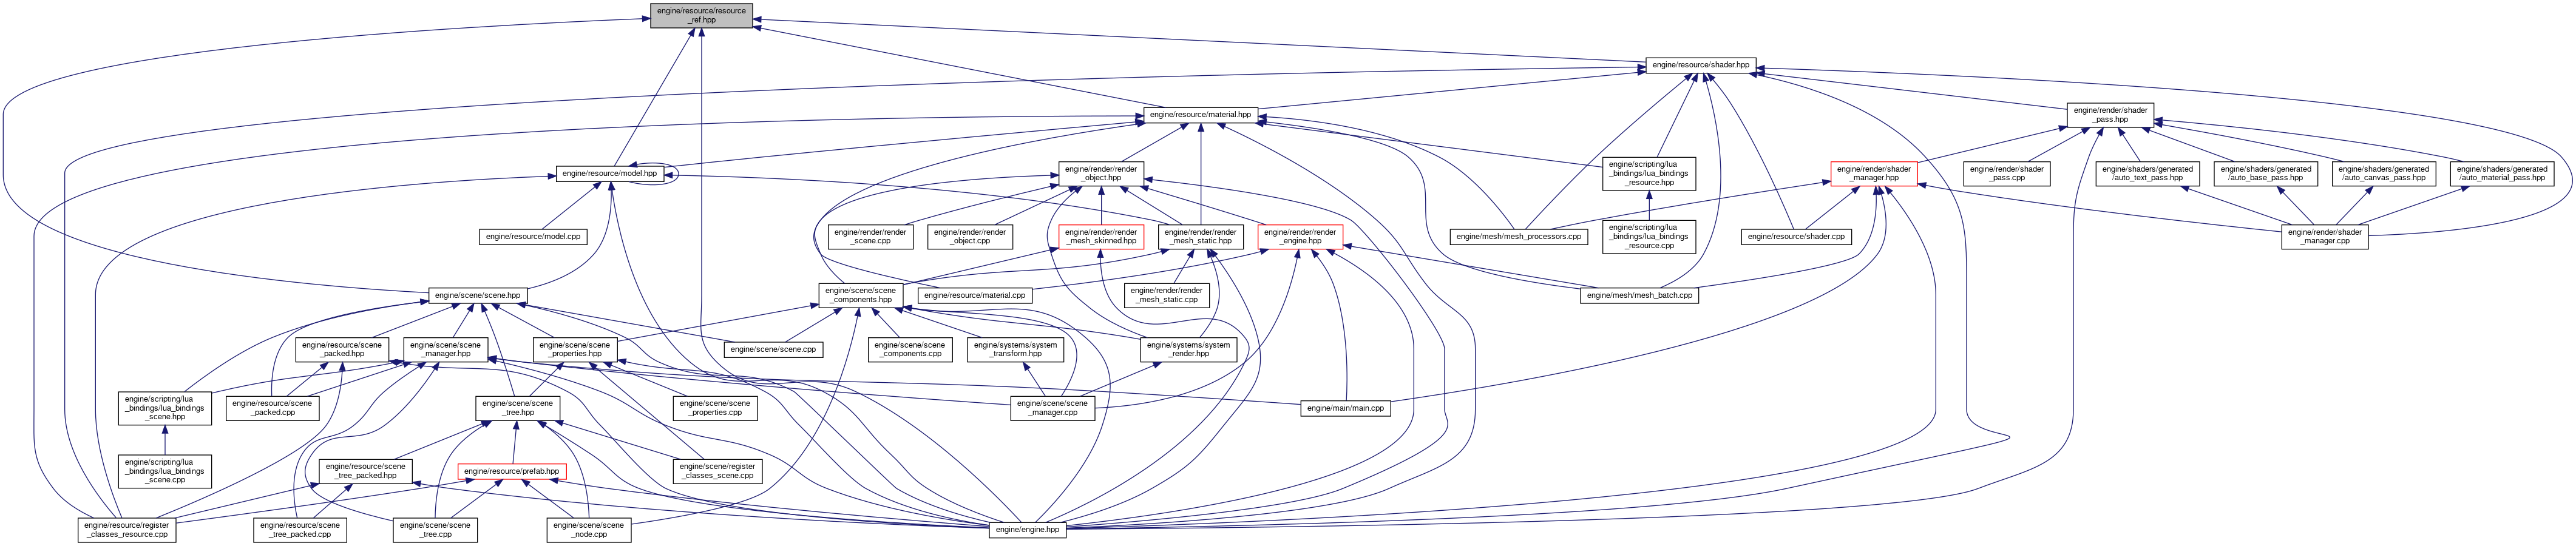 engine/resource/resource
_ref.hpp
engine/resource/shader.hpp
engine/resource/material.hpp
engine/render/shader
_pass.hpp
engine/resource/model.hpp
engine/render/render
_object.hpp
engine/scripting/lua
_bindings/lua_bindings
_resource.hpp
engine/render/shader
_manager.hpp
engine/render/shader
_pass.cpp
engine/shaders/generated
/auto_text_pass.hpp
engine/shaders/generated
/auto_base_pass.hpp
engine/shaders/generated
/auto_canvas_pass.hpp
engine/shaders/generated
/auto_material_pass.hpp
engine/resource/model.cpp
engine/render/render
_scene.cpp
engine/render/render
_object.cpp
engine/render/render
_mesh_skinned.hpp
engine/render/render
_mesh_static.hpp
engine/render/render
_engine.hpp
engine/mesh/mesh_processors.cpp
engine/scripting/lua
_bindings/lua_bindings
_resource.cpp
engine/resource/shader.cpp
engine/render/shader
_manager.cpp
engine/scene/scene.hpp
engine/scene/scene
_components.hpp
engine/resource/material.cpp
engine/render/render
_mesh_static.cpp
engine/mesh/mesh_batch.cpp
engine/resource/scene
_packed.hpp
engine/scene/scene
_manager.hpp
engine/scene/scene
_properties.hpp
engine/scene/scene.cpp
engine/scene/scene
_components.cpp
engine/systems/system
_transform.hpp
engine/systems/system
_render.hpp
engine/scripting/lua
_bindings/lua_bindings
_scene.hpp
engine/resource/scene
_packed.cpp
engine/scene/scene
_tree.hpp
engine/scene/scene
_properties.cpp
engine/scene/scene
_manager.cpp
engine/main/main.cpp
engine/scripting/lua
_bindings/lua_bindings
_scene.cpp
engine/resource/scene
_tree_packed.hpp
engine/resource/prefab.hpp
engine/scene/register
_classes_scene.cpp
engine/resource/register
_classes_resource.cpp
engine/resource/scene
_tree_packed.cpp
engine/scene/scene
_tree.cpp
engine/scene/scene
_node.cpp
engine/engine.hpp